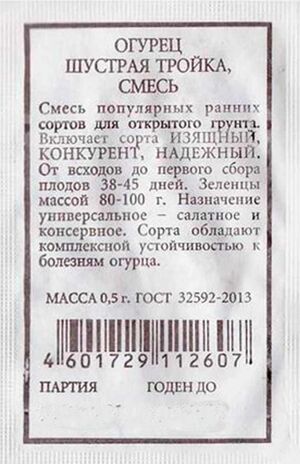 ОГУРЕЦ
ШУСТРАЯ ТРОЙКА,
СМЕСЬ
Смесь популярных ранних
сортов для открытого грунта.
Включает сорта ИЗЯЩНЫЙ,
КОНКУРЕНТ, НАДЕЖНЫЙ.
От всходов до первого сбора
плодов 38-45 дней. Зеленцы
массой 80-100 г. Назначение
универсальное – салатное и
консервное. Сорта обладают
комплексной устойчивостью к
болезням огурца.
МАССА 0,5 г. ГОСТ 32592-2013
4 601729 112607
ПАРТИЯ ГОДЕН ДО